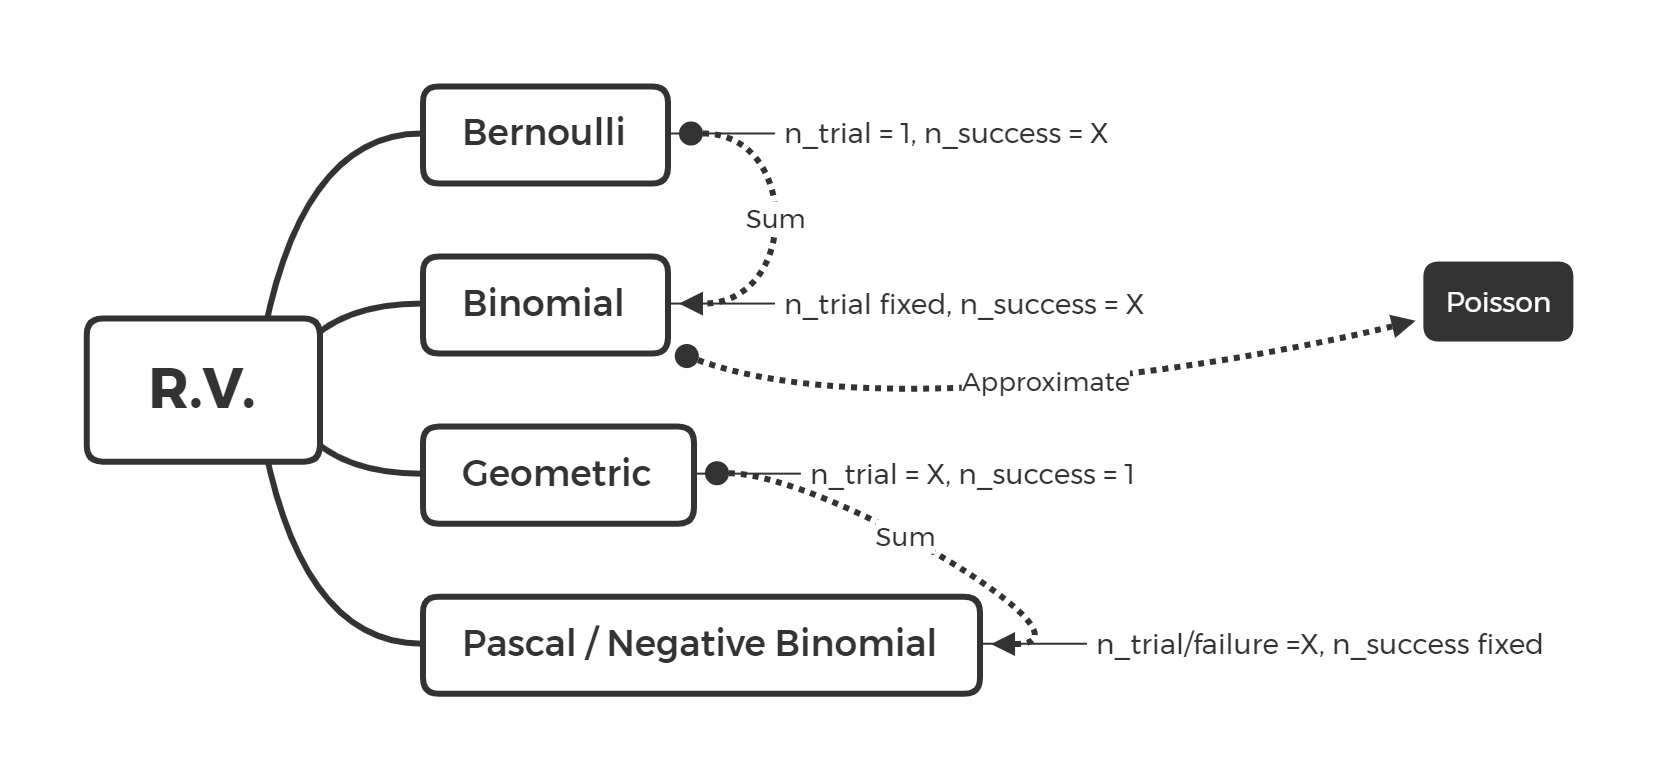 Bernoulli
n_trial = 1, n_success = X
Sum
Binomial
n_trial fixed, n_success = X
Poisson
Approximate
R.V.
Geometric
n_trial = X, n_success = 1
Sum
Pascal / Negative Binomial
n_trial/failure =X, n_success fixed